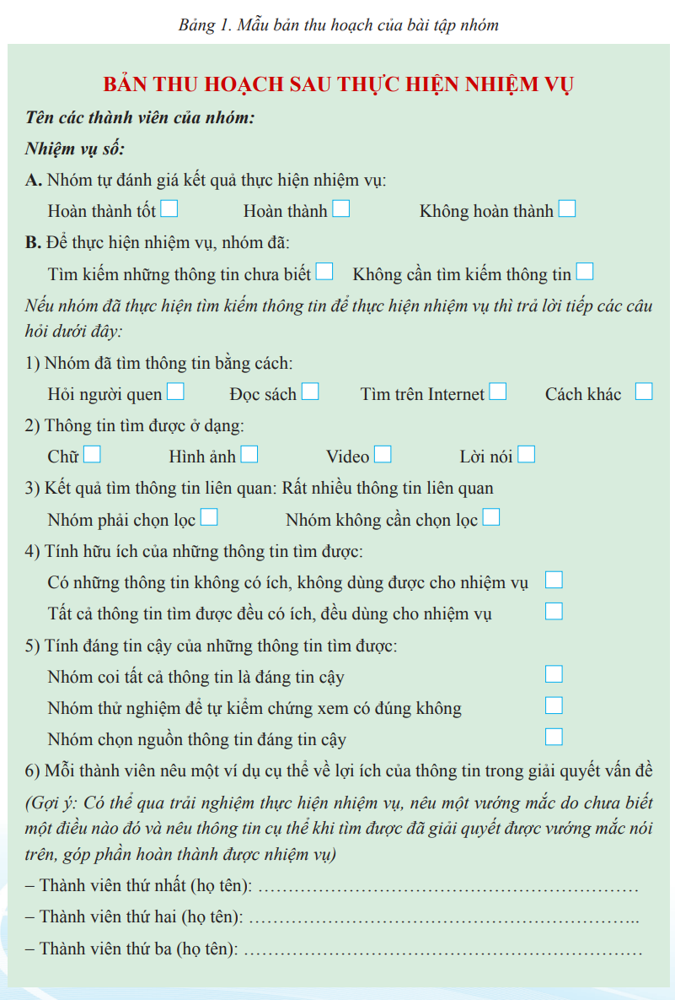 Bảng 1. Mẫu bản thu hoạch của bài tập nhóm
BẢN THU HOẠCH SAU THỰC HIỆN NHIỆM VỤ
Tên các thành viên của nhóm:
Nhiệm vụ số:
A. Nhóm tự đánh giá kết quả thực hiện nhiệm vụ:
Hoàn thành tốt Hoàn thành Không hoàn thành
B. Để thực hiện nhiệm vụ, nhóm đã:
Tìm kiếm những thông tin chưa biết Không cần tìm kiếm thông tin
Nếu nhóm đã thực hiện tìm kiếm thông tin để thực hiện nhiệm vụ thì trả lời tiếp các câu
hỏi dưới đây:
1) Nhóm đã tìm thông tin bằng cách:
Hỏi người quen Đọc sách Tìm trên Internet Cách khác
2) Thông tin tìm được ở dạng:
Chữ Hình ảnh Video Lời nói
3) Kết quả tìm thông tin liên quan: Rất nhiều thông tin liên quan
Nhóm phải chọn lọc Nhóm không cần chọn lọc
4) Tính hữu ích của những thông tin tìm được:
Có những thông tin không có ích, không dùng được cho nhiệm vụ
Tất cả thông tin tìm được đều có ích, đều dùng cho nhiệm vụ
5) Tính đáng tin cậy của những thông tin tìm được:
Nhóm coi tất cả thông tin là đáng tin cậy
Nhóm thử nghiệm để tự kiểm chứng xem có đúng không
Nhóm chọn nguồn thông tin đáng tin cậy
6) Mỗi thành viên nêu một ví dụ cụ thể về lợi ích của thông tin trong giải quyết vấn đề
(Gợi ý: Có thể qua trải nghiệm thực hiện nhiệm vụ, nêu một vướng mắc do chưa biết
một điều nào đó và nêu thông tin cụ thể khi tìm được đã giải quyết được vướng mắc nói
trên, góp phần hoàn thành được nhiệm vụ)
– Thành viên thứ nhất (họ tên): ………………………………………………………
– Thành viên thứ hai (họ tên): ………………………………………………………..
– Thành viên thứ ba (họ tên): …………………………………………………………